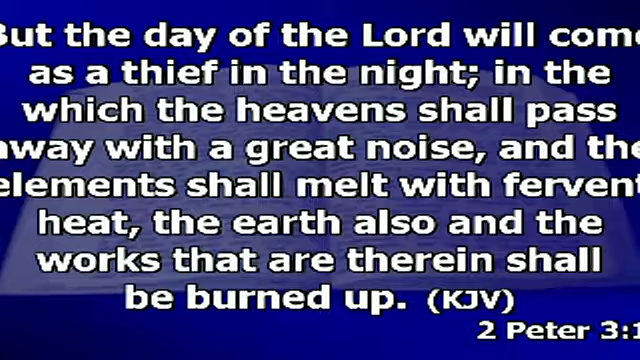 But the day of the Lord will come
as a thief in the night; in the
which the heavens shall pass
away with a great noise, and the
elements shall melt with fervent
heat, the earth also and the
works that are therein shall
be burned up. (KJV)
2 Peter 3:1